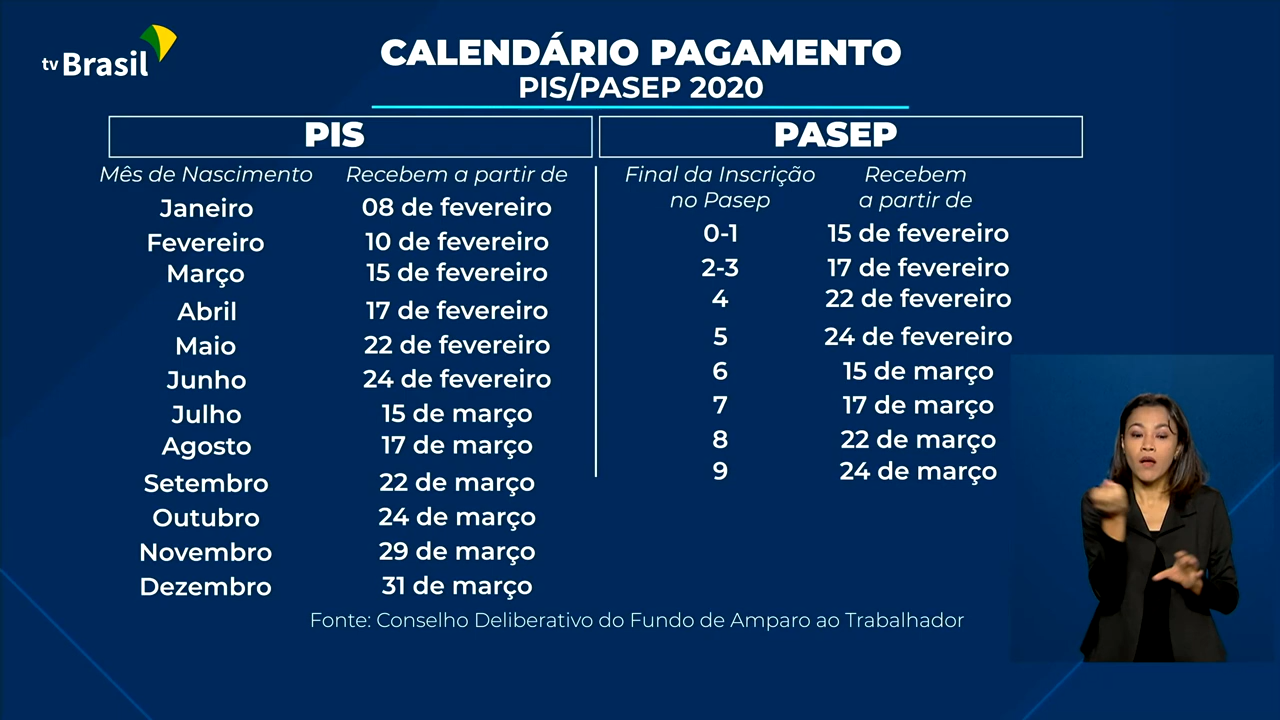 tv Brasil
CALENDÁRIO PAGAMENTO
PIS/PASEP 2020
PIS
Mês de Nascimento Recebem a partir de
Janeiro 08 de fevereiro
Fevereiro 10 de fevereiro
Março 15 de fevereiro
Abril 17 de fevereiro
Maio 22 de fevereiro
Junho 24 de fevereiro
Julho 15 de março
Agosto 17 de março
Setembro 22 de março
Outubro 24 de março
Novembro 29 de março
Dezembro 31 de março
PASEP
Final da Inscrição Recebem
no Pasep a partir de
0-1 15 de fevereiro
2-3 17 de fevereiro
4 22 de fevereiro
5 24 de fevereiro
6 15 de março
7 17 de março
8 22 de março
9 24 de março
Fonte: Conselho Deliberativo do Fundo de Amparo ao Trabalhador